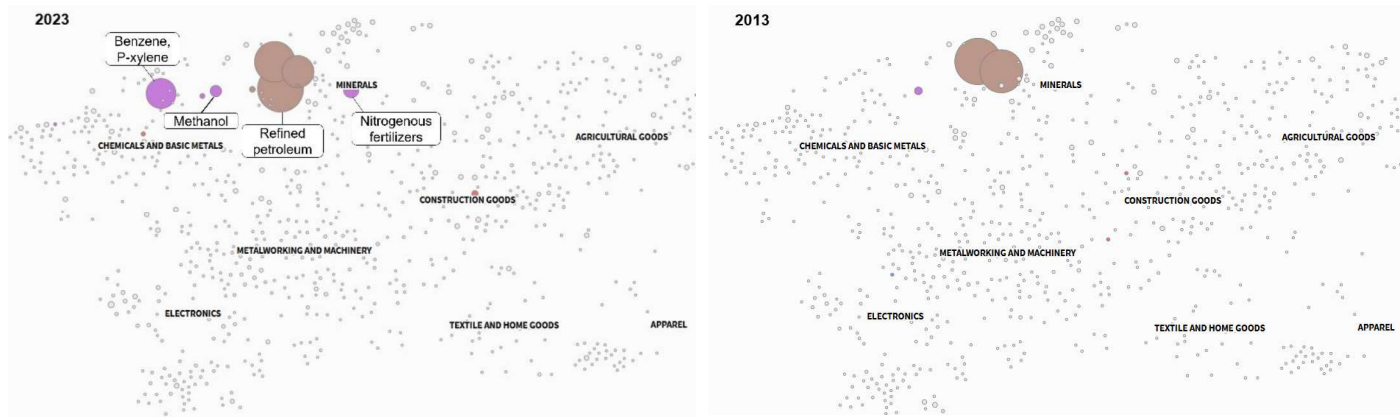 2023
Benzene,
P-xylene
MINERALS
Methanol
Nitrogenous
fertilizers
Refined
petroleum
AGRICULTURAL GOODS
CHEMICALS AND BASIC METALS
CONSTRUCTION GOODS
METALWORKING AND MACHINERY
ELECTRONICS
TEXTILE AND HOME GOODS
APPAREL
2013
MINERALS
AGRICULTURAL GOODS
CHEMICALS AND BASIC METALS
CONSTRUCTION GOODS
METALWORKING AND MACHINERY
ELECTRONICS
TEXTILE AND HOME GOODS
APPAREL